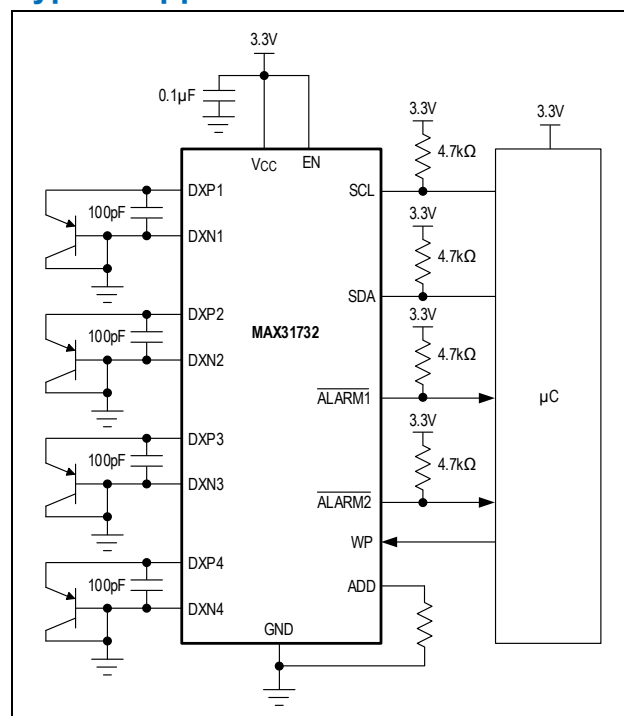 3.3V
0.1µF
3.3V
3.3V
4.7kΩ
VCC
EN
DXP1
SCL
100pF
DXN1
3.3V
4.7kΩ
DXP2
SDA
100pF
MAX31732
3.3V
DXN2
4.7kΩ
ALARM1
µC
3.3V
DXP3
100pF
4.7kΩ
DXN3
ALARM2
WP
DXP4
100pF
ADD
DXN4
GND